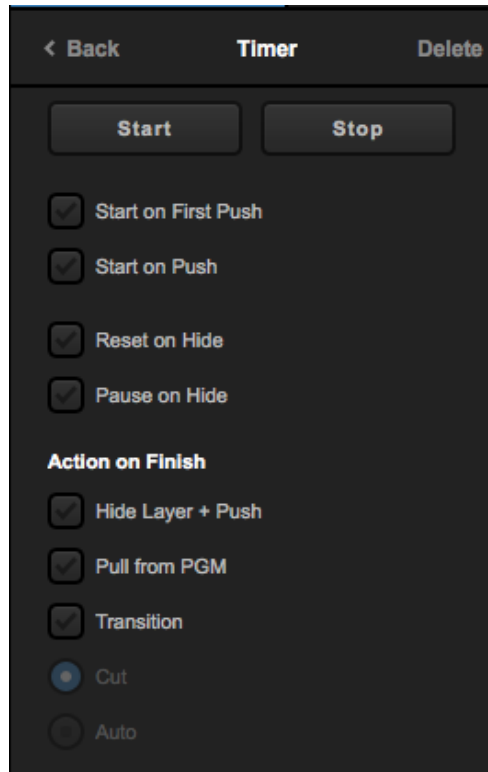 Back Timer Delete
Start Stop
Start on First Push
Start on Push
Reset on Hide
Pause on Hide
Action on Finish
Hide Layer + Push
Pull from PGM
Transition
Cut
Auto